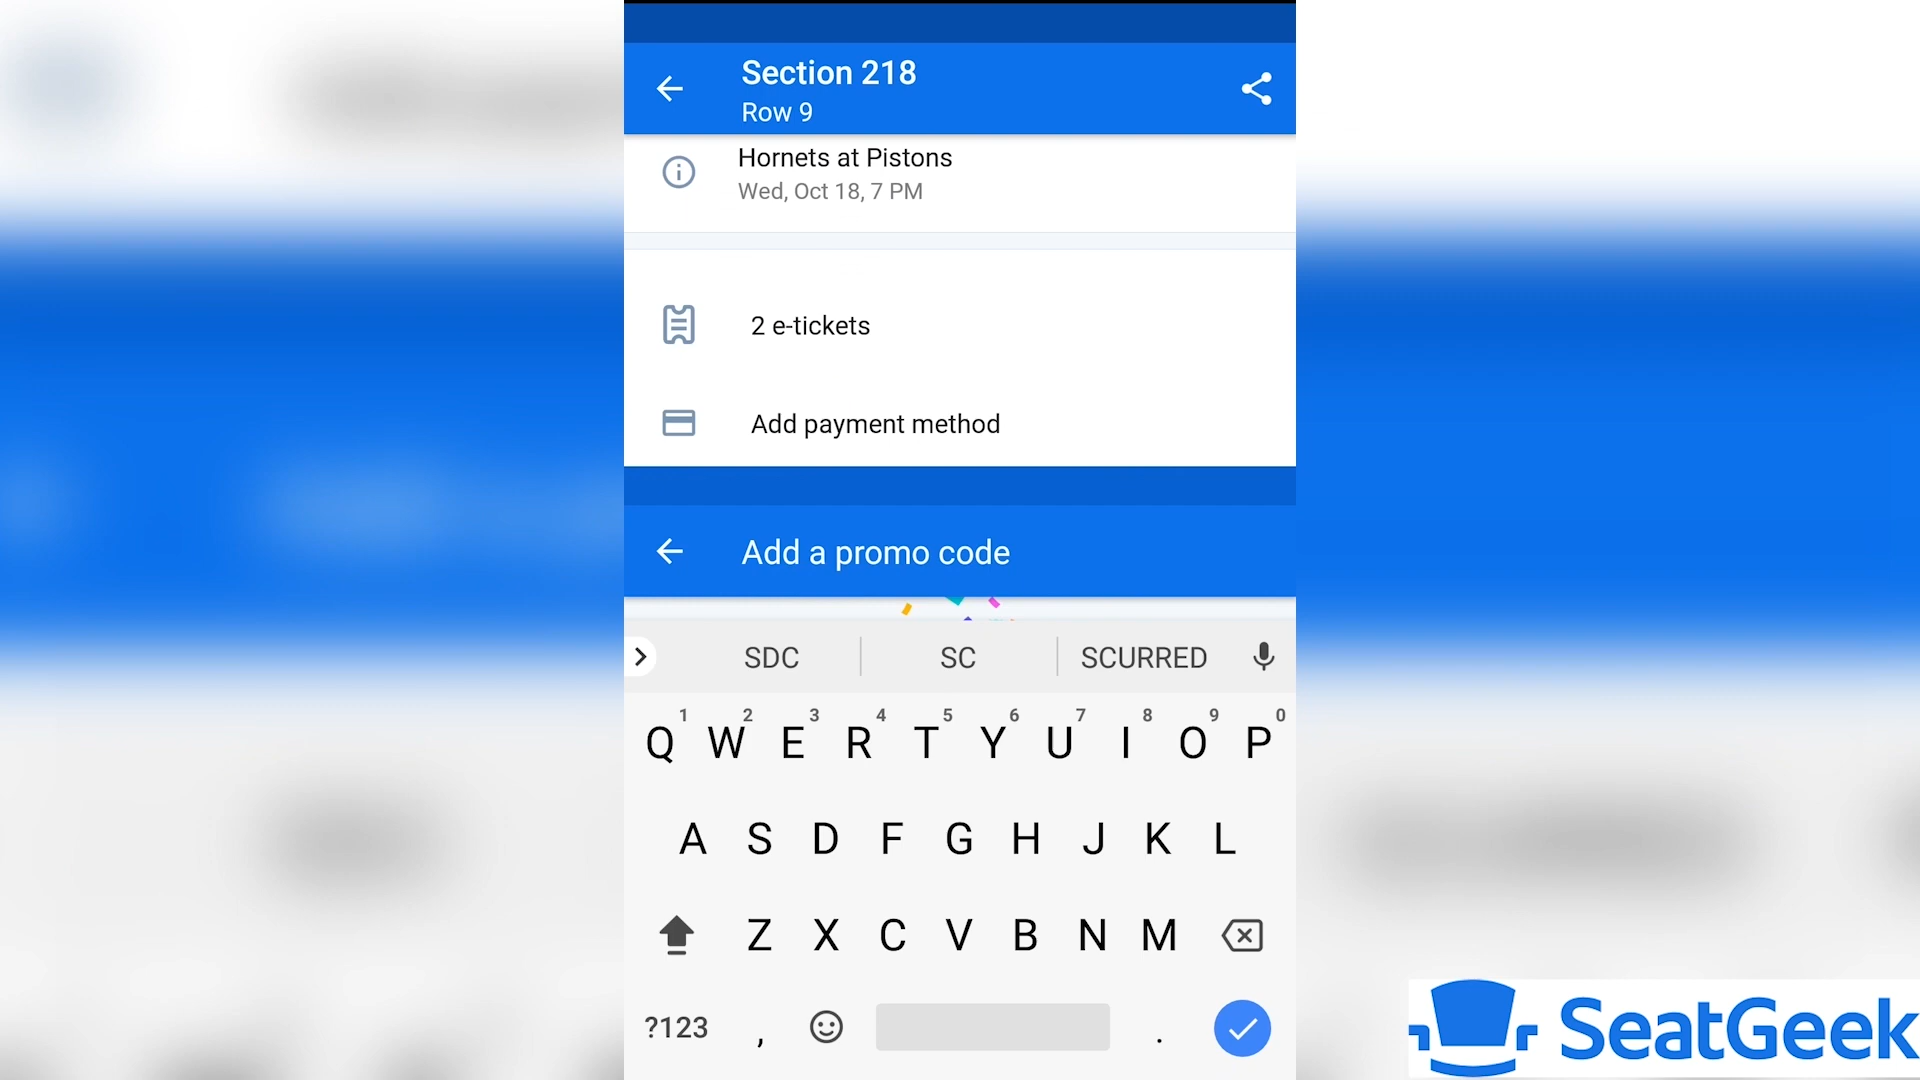 Section 218
Row 9
Hornets at Pistons
Wed, Oct 18, 7 PM
2 e-tickets
Add payment method
Add a promo code
SDC SC SCURRED
1 2 3 4 5 6 7 8 9 0
Q W E R T Y U I O P
A S D F G H J K L
Z X C V B N M
?123 , .
SeatGeek